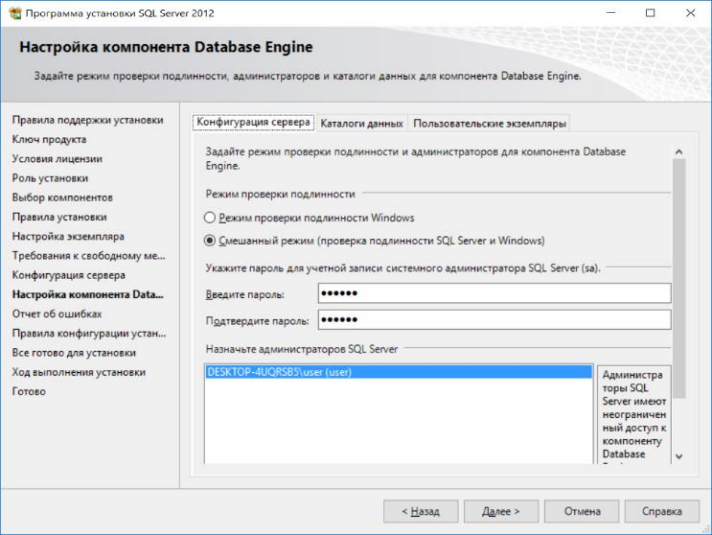 Программа установки SQL Server 2012
Настройка компонента Database Engine
Задайте режим проверки подлинности, администраторов и каталоги данных для компонента Database Engine.
Правила поддержки установки
Ключ продукта
Условия лицензии
Роль установки
Выбор компонентов
Правила установки
Настройка экземпляра
Требования к свободному ме...
Конфигурация сервера
Настройка компонента Data...
Отчет об ошибках
Правила конфигурации устан...
Все готово для установки
Ход выполнения установки
Готово
Конфигурация сервера Каталоги данных Пользовательские экземпляры
Задайте режим проверки подлинности и администраторов для компонента Database
Engine.
Режим проверки подлинности
Режим проверки подлинности Windows
Смешанный режим (проверка подлинности SQL Server и Windows)
Укажите пароль для учетной записи системного администратора SQL Server (sa).
Введите пароль: ●●●●●●
Подтвердите пароль: ●●●●●●
Назначьте администраторов SQL Server
DESKTOP-4UQRSB5\user (user)
Администра
торы SQL
Server имеют
неограничен
ный доступ к
компоненту
Database
< Назад Далее > Отмена Справка